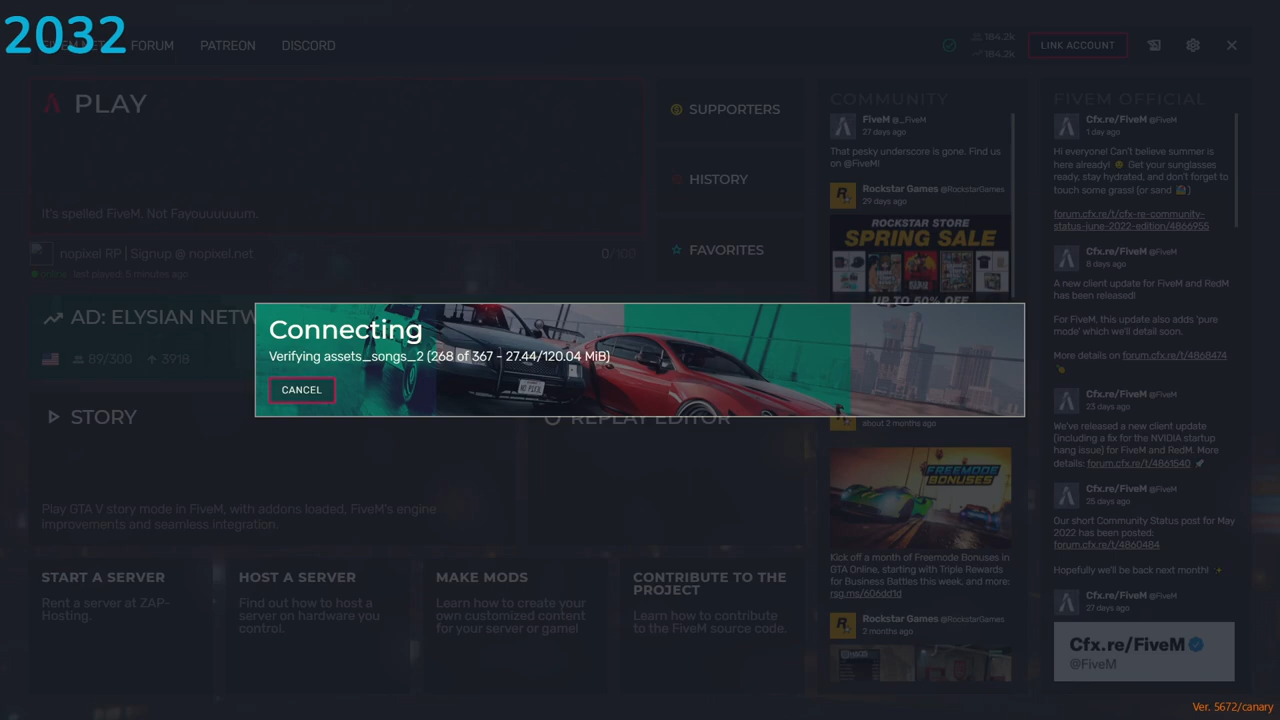 2032
FORUM
PATREON
DISCORD
184.2k
184.2k
LINK ACCOUNT
PLAY
It's spelled FiveM. Not Fayouuuuuum.
nopixel RP | Signup @ nopixel.net
0/100
online last played: 5 minutes ago
SUPPORTERS
HISTORY
FAVORITES
AD: ELYSIAN NETW
89/300
3918
Connecting
Verifying assets_songs_2 (268 of 367 - 27.44/120.04 MiB)
CANCEL
STORY
Play GTA V story mode in FiveM, with addons loaded, FiveM's engine
improvements and seamless integration.
REPLAY EDITOR
START A SERVER
Rent a server at ZAP-
Hosting.
HOST A SERVER
Find out how to host a
server on hardware you
control.
MAKE MODS
Learn how to create your
own customized content
for your server or game!
CONTRIBUTE TO THE
PROJECT
Learn how to contribute
to the FiveM source code.
COMMUNITY
FiveM @_FiveM
27 days ago
That pesky underscore is gone. Find us
on @FiveM!
Rockstar Games @RockstarGames
29 days ago
ROCKSTAR STORE
SPRING SALE
UP TO 50% OFF
about 2 months ago
FREEMODE
BONUSES
Kick off a month of Freemode Bonuses in
GTA Online, starting with Triple Rewards
for Business Battles this week, and more:
rsg.ms/606dd1d
Rockstar Games @RockstarGames
2 months ago
FIVEM OFFICIAL
Cfx.re/FiveM @FiveM
1 day ago
Hi everyone! Can't believe summer is
here already! Get your sunglasses
ready, stay hydrated, and don't forget to
touch some grass! (or sand )
forum.cfx.re/t/cfx-re-community-
status-june-2022-edition/4866955
Cfx.re/FiveM @FiveM
8 days ago
A new client update for FiveM and RedM
has been released!
For FiveM, this update also adds 'pure
mode' which we'll detail soon.
More details on forum.cfx.re/t/4868474
Cfx.re/FiveM @FiveM
23 days ago
We've released a new client update
(including a fix for the NVIDIA startup
hang issue) for FiveM and RedM. More
details: forum.cfx.re/t/4861540
Cfx.re/FiveM @FiveM
25 days ago
Our short Community Status post for May
2022 has been posted:
forum.cfx.re/t/4860484
Hopefully we'll be back next month!
Cfx.re/FiveM @FiveM
27 days ago
Cfx.re/FiveM
@FiveM
Ver. 5672/canary